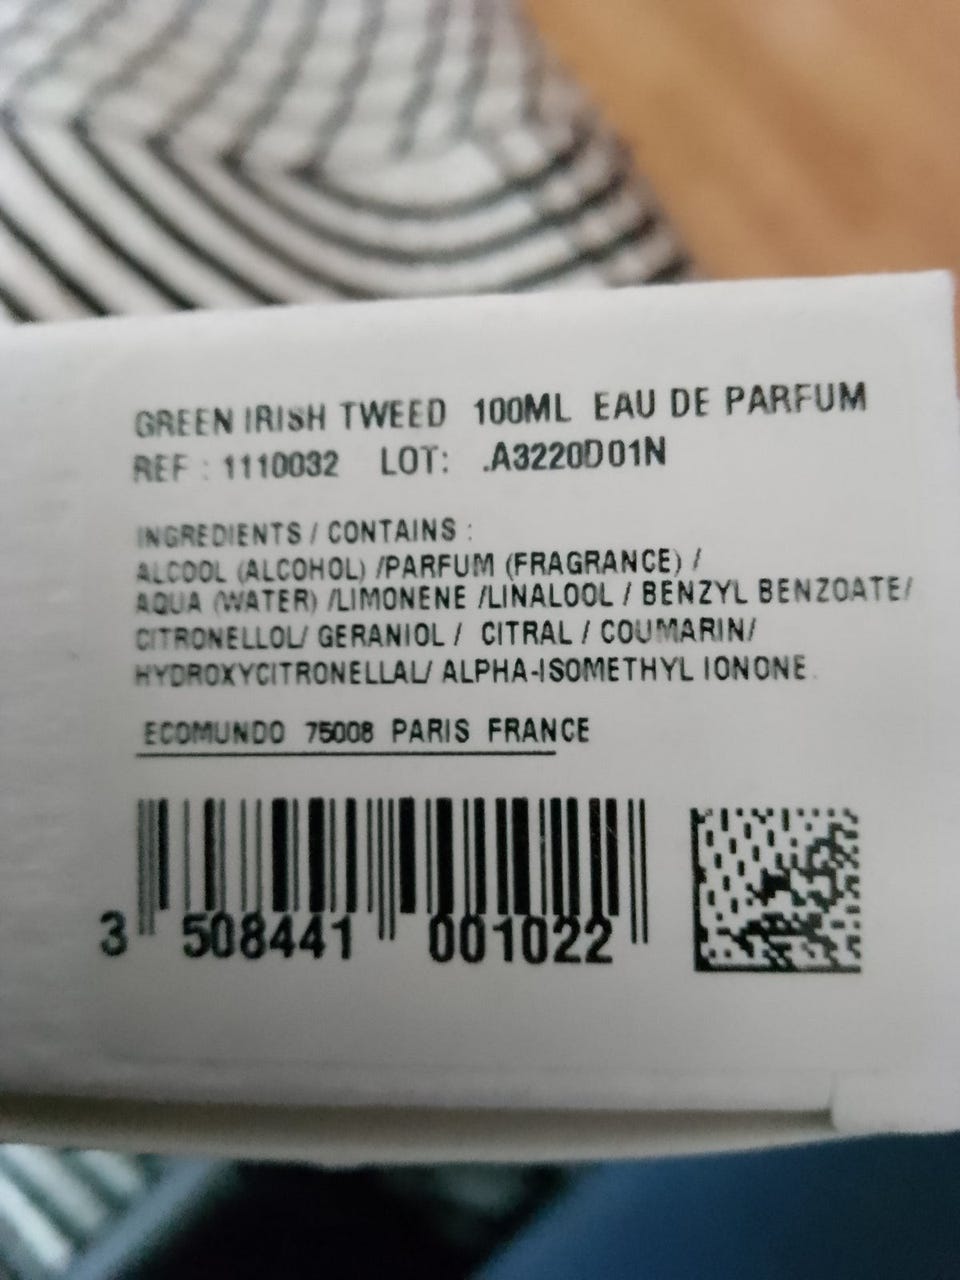 GREEN IRISH TWEED 100ML EAU DE PARFUM
REF : 1110032 LOT: .A3220D01N
INGREDIENTS / CONTAINS :
ALCOOL (ALCOHOL) /PARFUM (FRAGRANCE) /
AQUA (WATER) /LIMONENE /LINALOOL / BENZYL BENZOATE/
CITRONELLOL/ GERANIOL / CITRAL / COUMARIN/
HYDROXYCITRONELLAL/ ALPHA-ISOMETHYL IONONE.
ECOMUNDO 75008 PARIS FRANCE
3 508441 001022